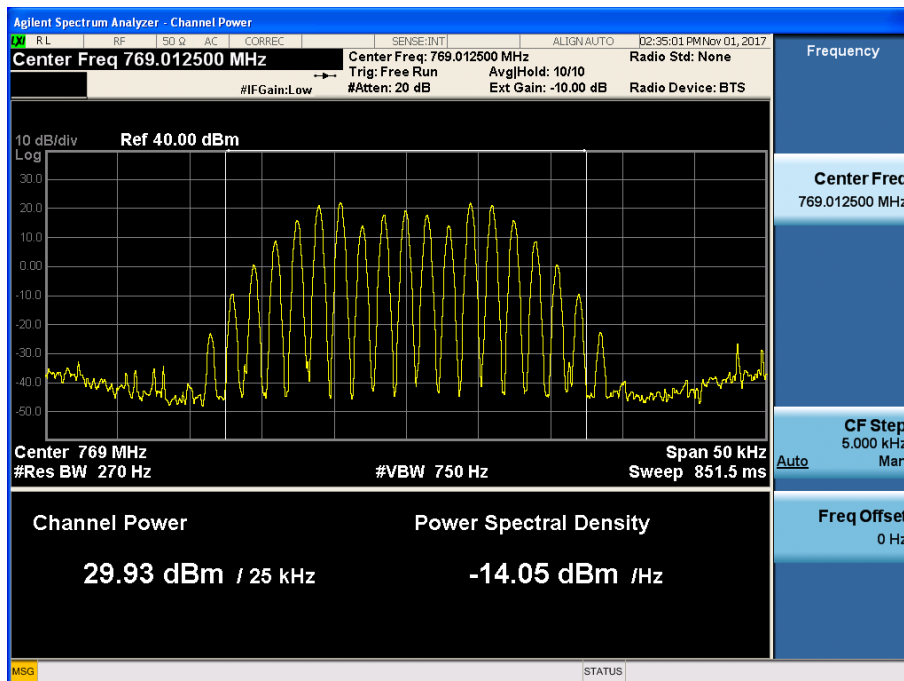 Agilent Spectrum Analyzer - Channel Power
LXI RL RF 50 Ω AC CORREC SENSE:INT ALIGNAUTO 02:35:01 PMNov 01, 2017
Center Freq 769.012500 MHz
#IFGain:Low
Center Freq: 769.012500 MHz
Trig: Free Run Avg|Hold: 10/10
#Atten: 20 dB Ext Gain: -10.00 dB
Radio Std: None
Radio Device: BTS
10 dB/div Ref 40.00 dBm
Log
30.0
20.0
10.0
0.00
-10.0
-20.0
-30.0
-40.0
-50.0
Center 769 MHz Span 50 kHz
#Res BW 270 Hz #VBW 750 Hz Sweep 851.5 ms
Channel Power Power Spectral Density
29.93 dBm / 25 kHz -14.05 dBm /Hz
Frequency
Center Freq
769.012500 MHz
CF Step
5.000 kHz
Auto Man
Freq Offset
0 Hz
MSG STATUS